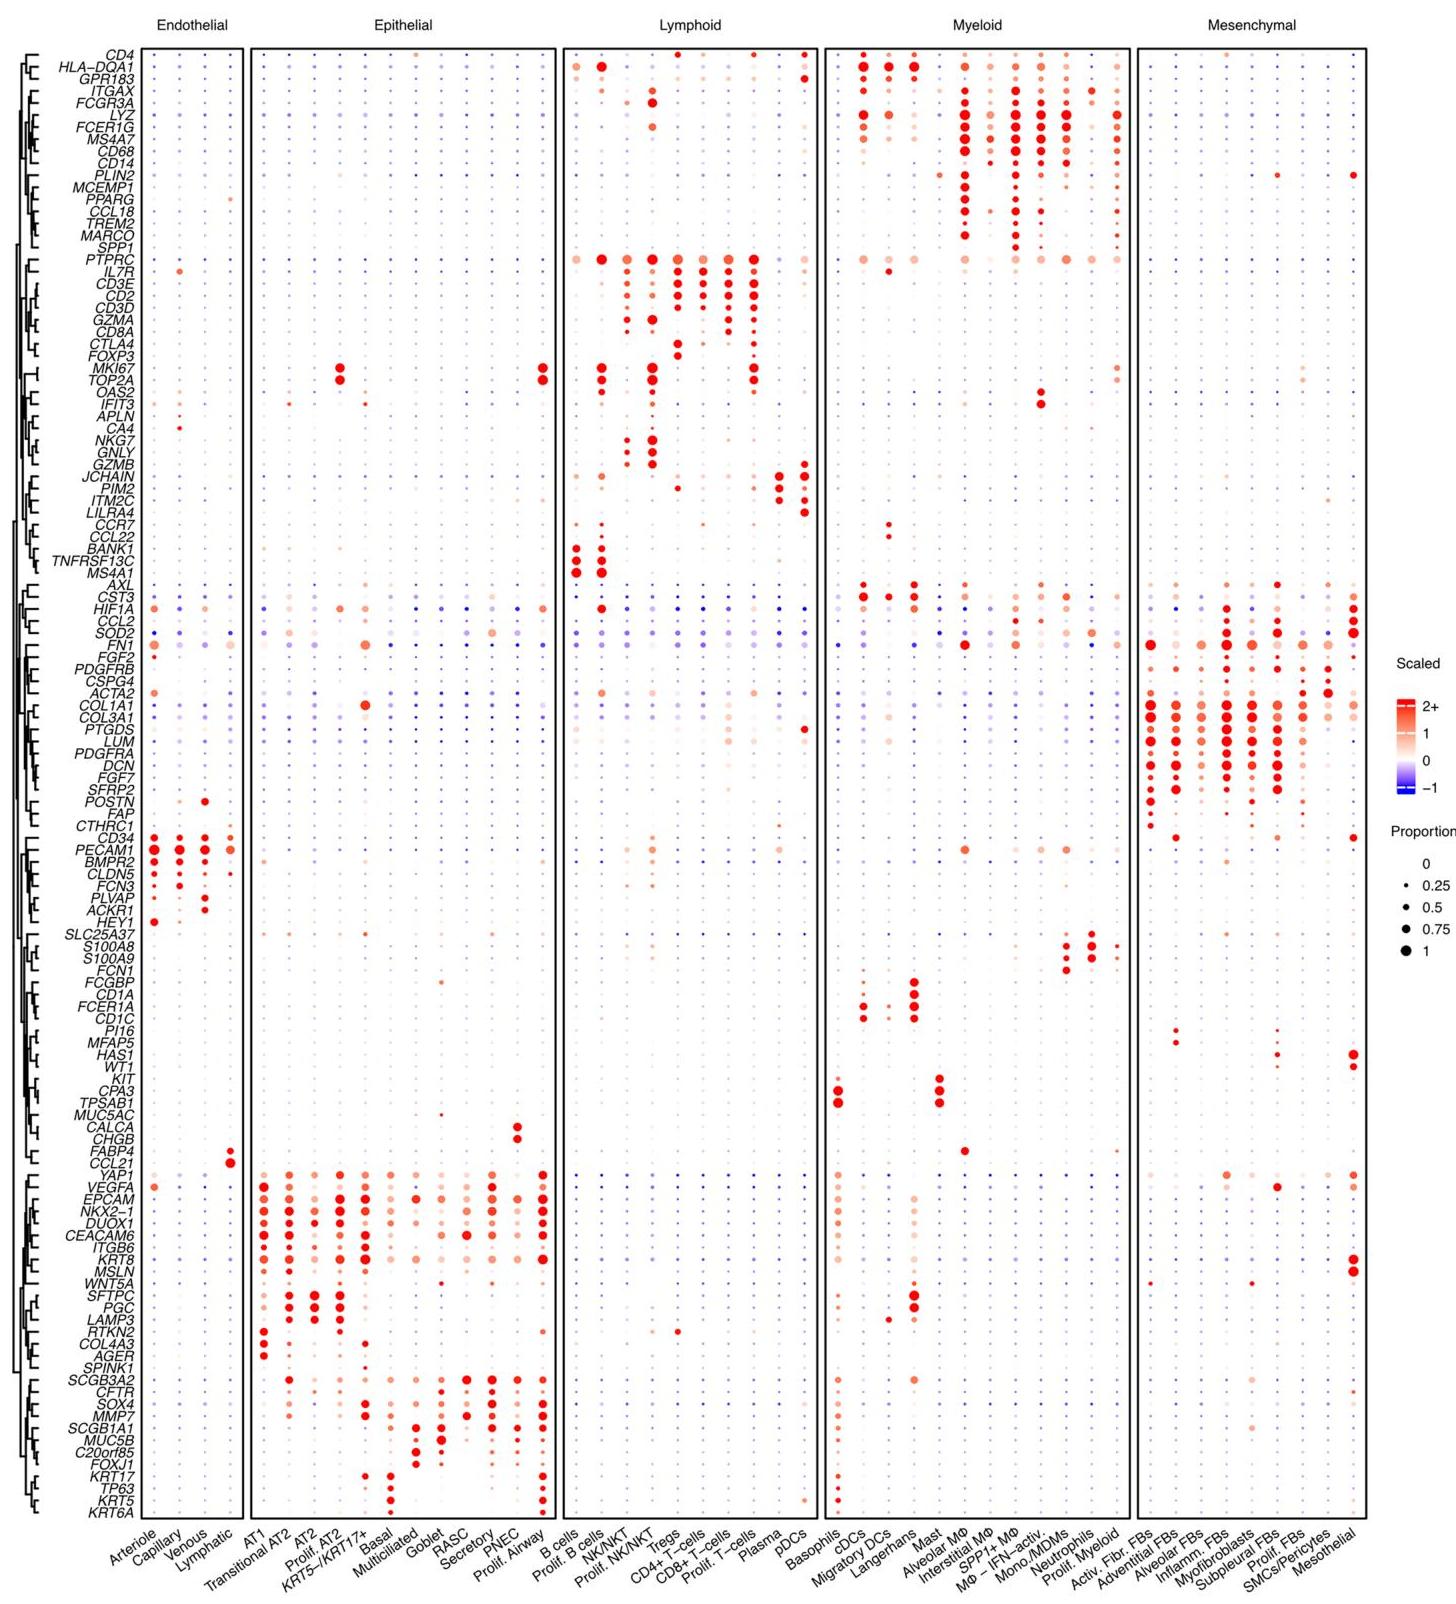 Endothelial
Epithelial
Lymphoid
Myeloid
Mesenchymal
CD4
HLA−DQA1
GPR183
ITGAX
FCGR3A
LYZ
FCER1G
MS4A7
CD68
CD14
PLIN2
MCEMP1
PPARG
CCL18
TREM2
MARCO
SPP1
PTPRC
IL7R
CD3E
CD2
CD3D
GZMA
CD8A
CTLA4
FOXP3
MKI67
TOP2A
OAS2
IFIT3
APLN
CA4
NKG7
GNLY
GZMB
JCHAIN
PIM2
ITM2C
LILRA4
CCR7
CCL22
BANK1
TNFRSF13C
MS4A1
AXL
CST3
HIF1A
CCL2
SOD2
FN1
FGF2
PDGFRB
CSPG4
ACTA2
COL1A1
COL3A1
PTGDS
LUM
PDGFRA
DCN
FGF7
SFRP2
POSTN
FAP
CTHRC1
CD34
PECAM1
BMPR2
CLDN5
FCN3
PLVAP
ACKR1
HEY1
SLC25A37
S100A8
S100A9
FCN1
FCGBP
CD1A
FCER1A
CD1C
PI16
MFAP5
HAS1
WT1
KIT
CPA3
TPSAB1
MUC5AC
CALCA
CHGB
FABP4
CCL21
YAP1
VEGFA
EPCAM
NKX2−1
DUOX1
CEACAM6
ITGB6
KRT8
MSLN
WNT5A
SFTPC
PGC
LAMP3
RTKN2
COL4A3
AGER
SPINK1
SCGB3A2
CFTR
SOX4
MMP7
SCGB1A1
MUC5B
C20orf85
FOXJ1
KRT17
TP63
KRT5
KRT6A
Arteriole
Capillary
Venous
Lymphatic
AT1
Transitional AT2
AT2
Prolif. AT2
KRT5−/KRT17+
Basal
Multiciliated
Goblet
RASC
Secretory
PNEC
Prolif. Airway
B cells
Prolif. B cells
NK/NKT
Prolif. NK/NKT
Tregs
CD4+ T−cells
CD8+ T−cells
Prolif. T−cells
Plasma
pDCs
Basophils
cDCs
Migratory DCs
Langerhans
Mast
Alveolar MΦ
Interstitial MΦ
SPP1+ MΦ
MΦ − IFN−activ.
Mono./MDMs
Neutrophils
Prolif. Myeloid
Activ. Fibr. FBs
Adventitial FBs
Alveolar FBs
Inflamm. FBs
Myofibroblasts
Subpleural FBs
Prolif. FBs
SMCs/Pericytes
Mesothelial
Scaled
2+
1
0
−1
Proportion
0
0.25
0.5
0.75
1